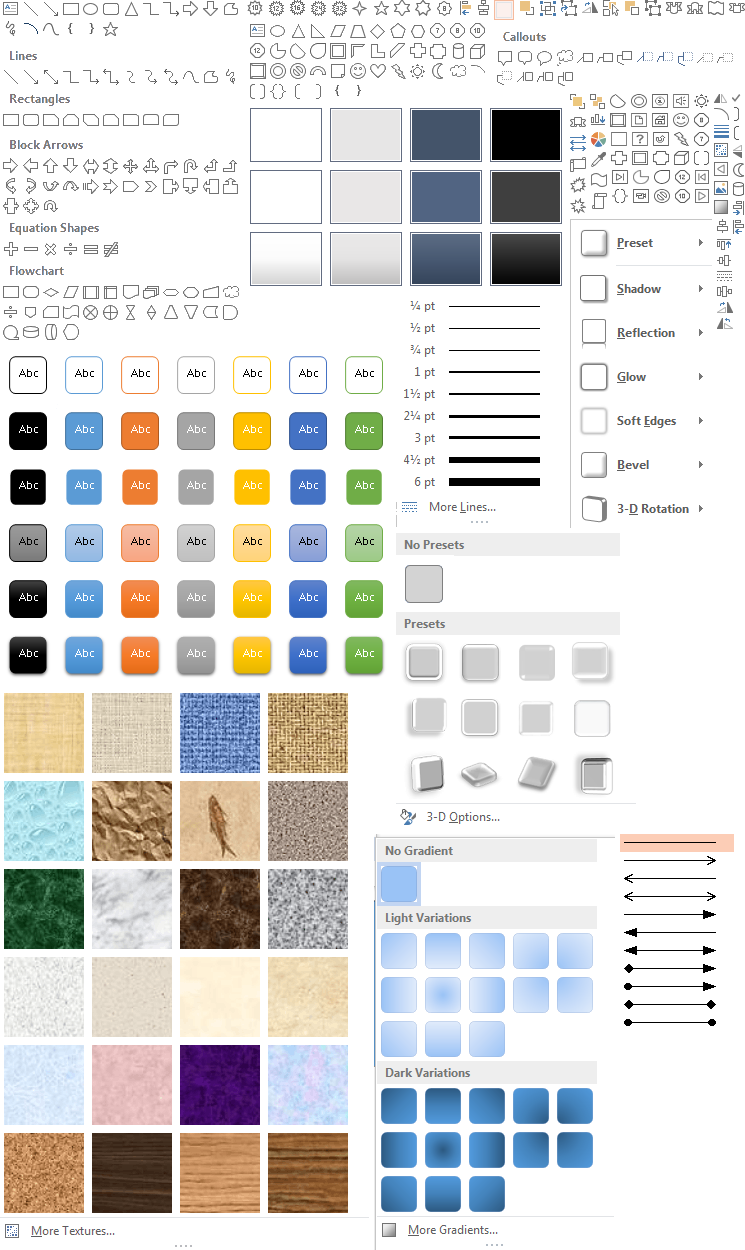 Callouts
Lines
Rectangles
Block Arrows
Equation Shapes
Flowchart
Preset
Shadow
Reflection
Glow
Soft Edges
Bevel
3-D Rotation
¼ pt
½ pt
¾ pt
1 pt
1½ pt
2¼ pt
3 pt
4½ pt
6 pt
More Lines...
Abc Abc Abc Abc Abc Abc Abc
Abc Abc Abc Abc Abc Abc Abc
Abc Abc Abc Abc Abc Abc Abc
Abc Abc Abc Abc Abc Abc Abc
Abc Abc Abc Abc Abc Abc Abc
Abc Abc Abc Abc Abc Abc Abc
No Presets
Presets
3-D Options...
No Gradient
Light Variations
Dark Variations
More Gradients...
More Textures...